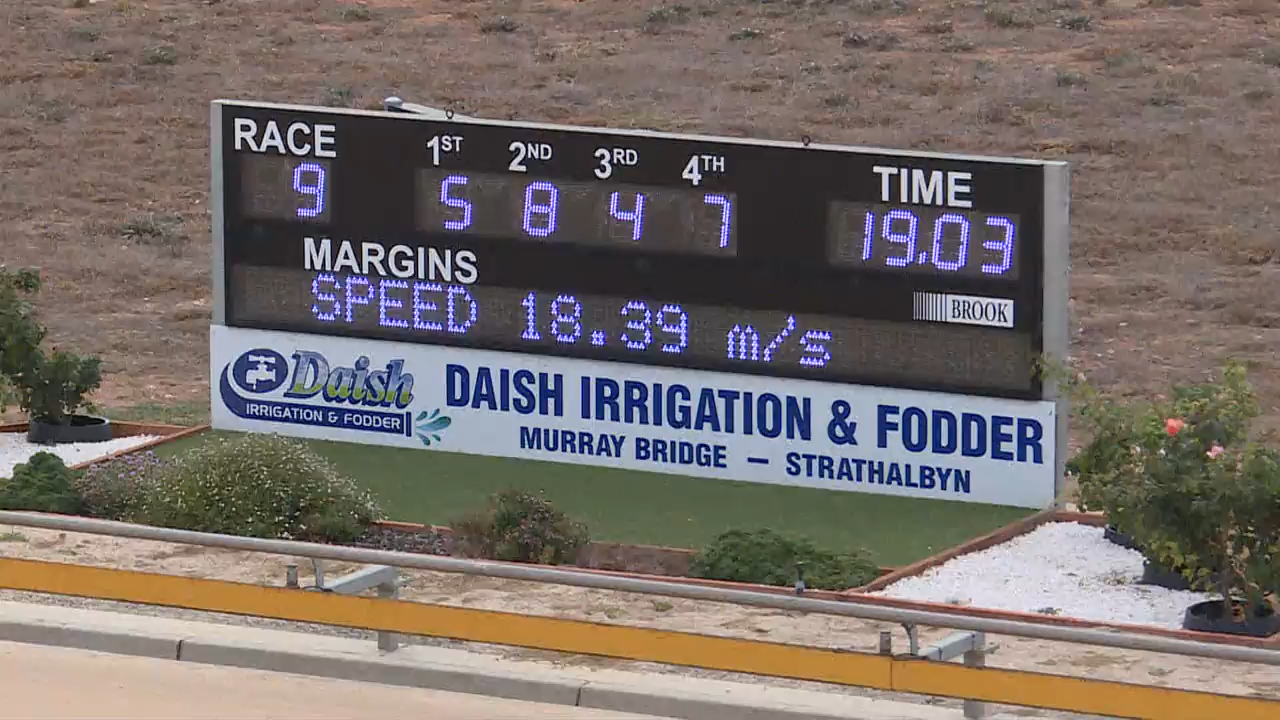 RACE 1ST 2ND 3RD 4TH TIME
9 5 8 4 7 19.03
MARGINS
SPEED 18.39 m/s
BROOK
Daish
IRRIGATION & FODDER
DAISH IRRIGATION & FODDER
MURRAY BRIDGE — STRATHALBYN